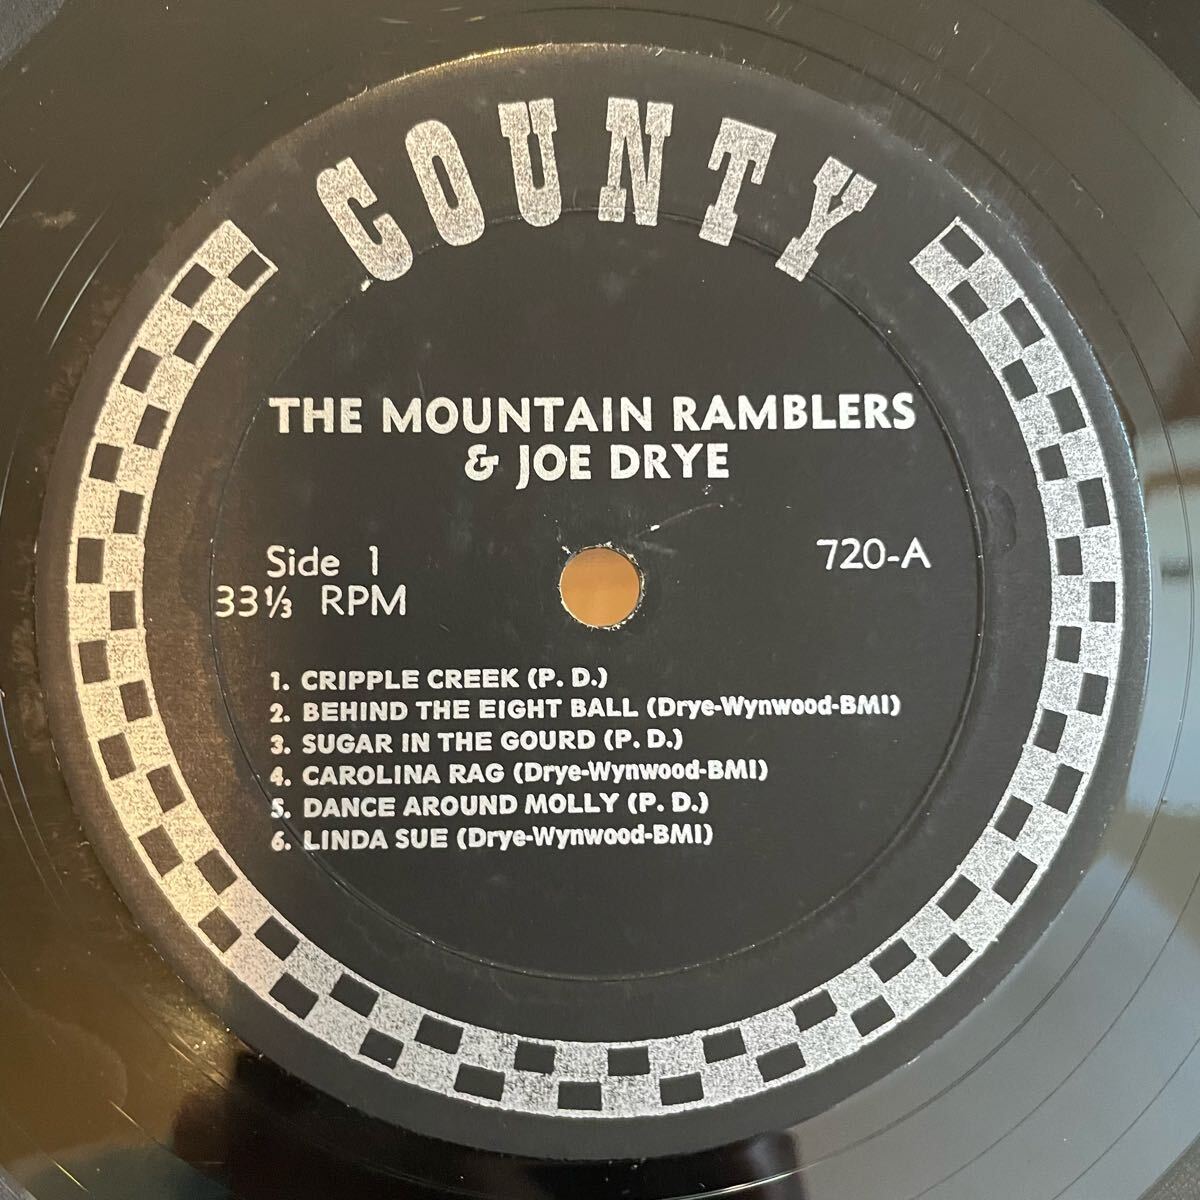 COUNTY
THE MOUNTAIN RAMBLERS
& JOE DRYE
Side 1
33⅓ RPM
720-A
1. CRIPPLE CREEK (P. D.)
2. BEHIND THE EIGHT BALL (Drye-Wynwood-BMI)
3. SUGAR IN THE GOURD (P. D.)
4. CAROLINA RAG (Drye-Wynwood-BMI)
5. DANCE AROUND MOLLY (P. D.)
6. LINDA SUE (Drye-Wynwood-BMI)